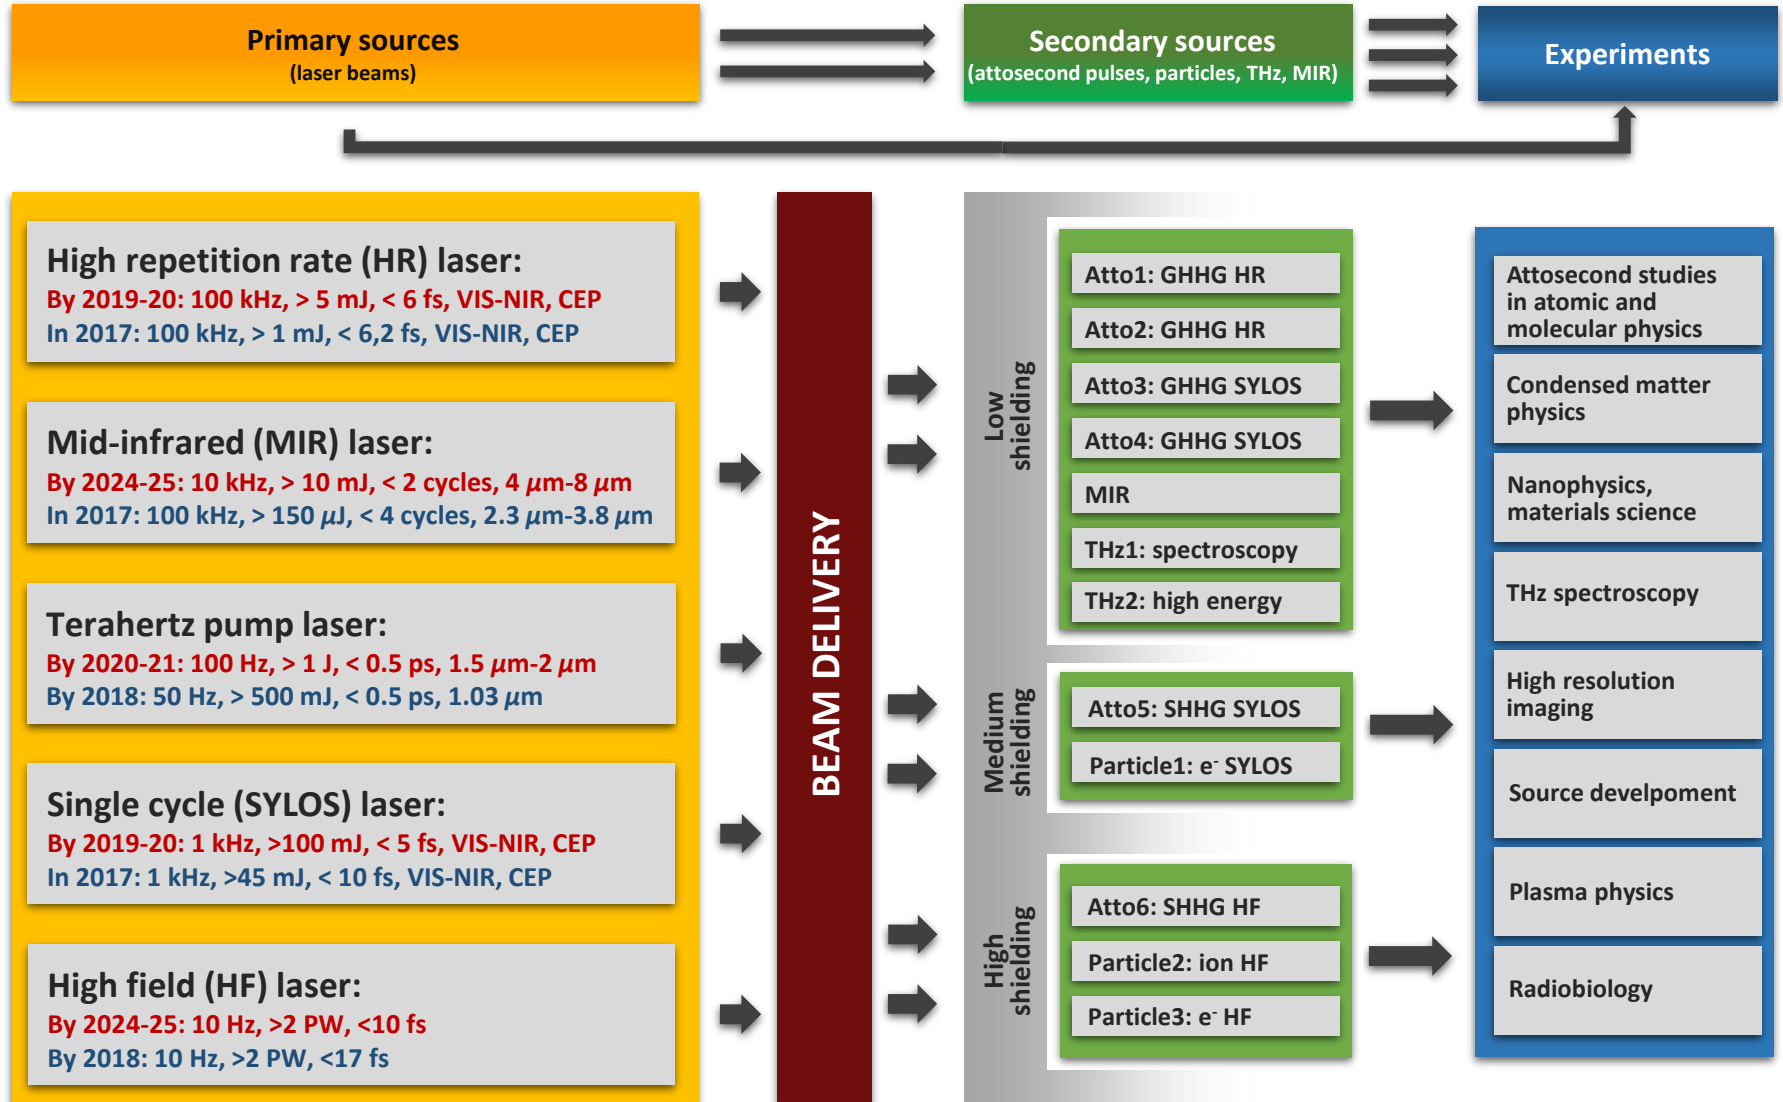 Primary sources
(laser beams)
Secondary sources
(attosecond pulses, particles, THz, MIR)
Experiments
High repetition rate (HR) laser:
By 2019-20: 100 kHz, > 5 mJ, < 6 fs, VIS-NIR, CEP
In 2017: 100 kHz, > 1 mJ, < 6,2 fs, VIS-NIR, CEP
Mid-infrared (MIR) laser:
By 2024-25: 10 kHz, > 10 mJ, < 2 cycles, 4 μm-8 μm
In 2017: 100 kHz, > 150 μJ, < 4 cycles, 2.3 μm-3.8 μm
Terahertz pump laser:
By 2020-21: 100 Hz, > 1 J, < 0.5 ps, 1.5 μm-2 μm
By 2018: 50 Hz, > 500 mJ, < 0.5 ps, 1.03 μm
Single cycle (SYLOS) laser:
By 2019-20: 1 kHz, >100 mJ, < 5 fs, VIS-NIR, CEP
In 2017: 1 kHz, >45 mJ, < 10 fs, VIS-NIR, CEP
High field (HF) laser:
By 2024-25: 10 Hz, >2 PW, <10 fs
By 2018: 10 Hz, >2 PW, <17 fs
BEAM DELIVERY
Low
shielding
Atto1: GHHG HR
Atto2: GHHG HR
Atto3: GHHG SYLOS
Atto4: GHHG SYLOS
MIR
THz1: spectroscopy
THz2: high energy
Medium
shielding
Atto5: SHHG SYLOS
Particle1: e⁻ SYLOS
High
shielding
Atto6: SHHG HF
Particle2: ion HF
Particle3: e⁻ HF
Attosecond studies
in atomic and
molecular physics
Condensed matter
physics
Nanophysics,
materials science
THz spectroscopy
High resolution
imaging
Source develpoment
Plasma physics
Radiobiology